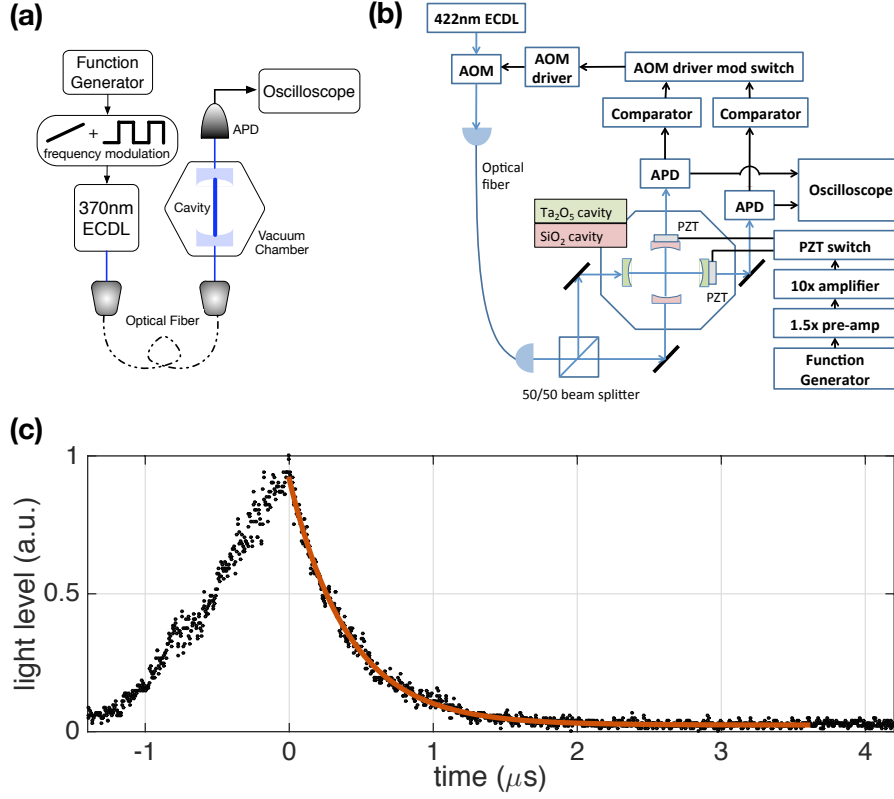 (a)
Function
Generator
+
frequency modulation
370nm
ECDL
Optical Fiber
Oscilloscope
APD
Cavity
Vacuum
Chamber
(b)
422nm ECDL
AOM
AOM
driver
AOM driver mod switch
Comparator
Comparator
Optical
fiber
APD
APD
Oscilloscope
Ta₂O₅ cavity
SiO₂ cavity
PZT
PZT
PZT switch
10x amplifier
1.5x pre-amp
Function
Generator
50/50 beam splitter
(c)
light level (a.u.)
1
0.5
0
-1
0
1
2
3
4
time (μs)